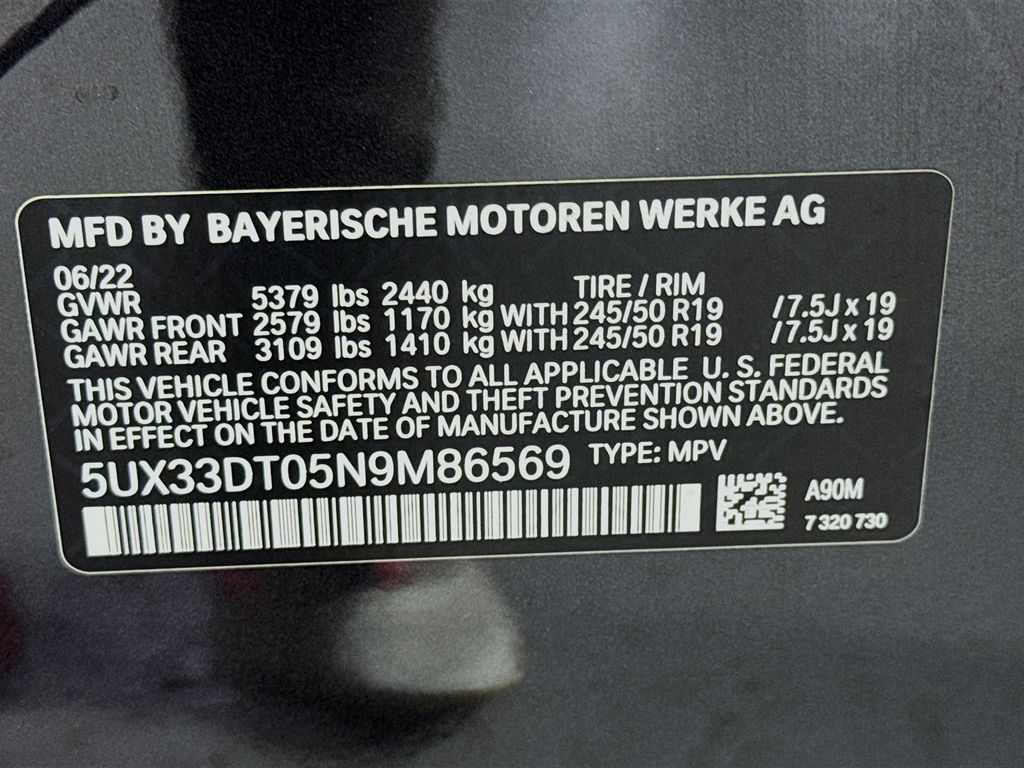 MFD BY BAYERISCHE MOTOREN WERKE AG
06/22 TIRE / RIM
GVWR 5379 lbs 2440 kg
GAWR FRONT 2579 lbs 1170 kg WITH 245/50 R19 /7.5J x 19
GAWR REAR 3109 lbs 1410 kg WITH 245/50 R19 /7.5J x 19
THIS VEHICLE CONFORMS TO ALL APPLICABLE U. S. FEDERAL
MOTOR VEHICLE SAFETY AND THEFT PREVENTION STANDARDS
IN EFFECT ON THE DATE OF MANUFACTURE SHOWN ABOVE.
5UX33DT05N9M86569 TYPE: MPV
A90M
7 320 730